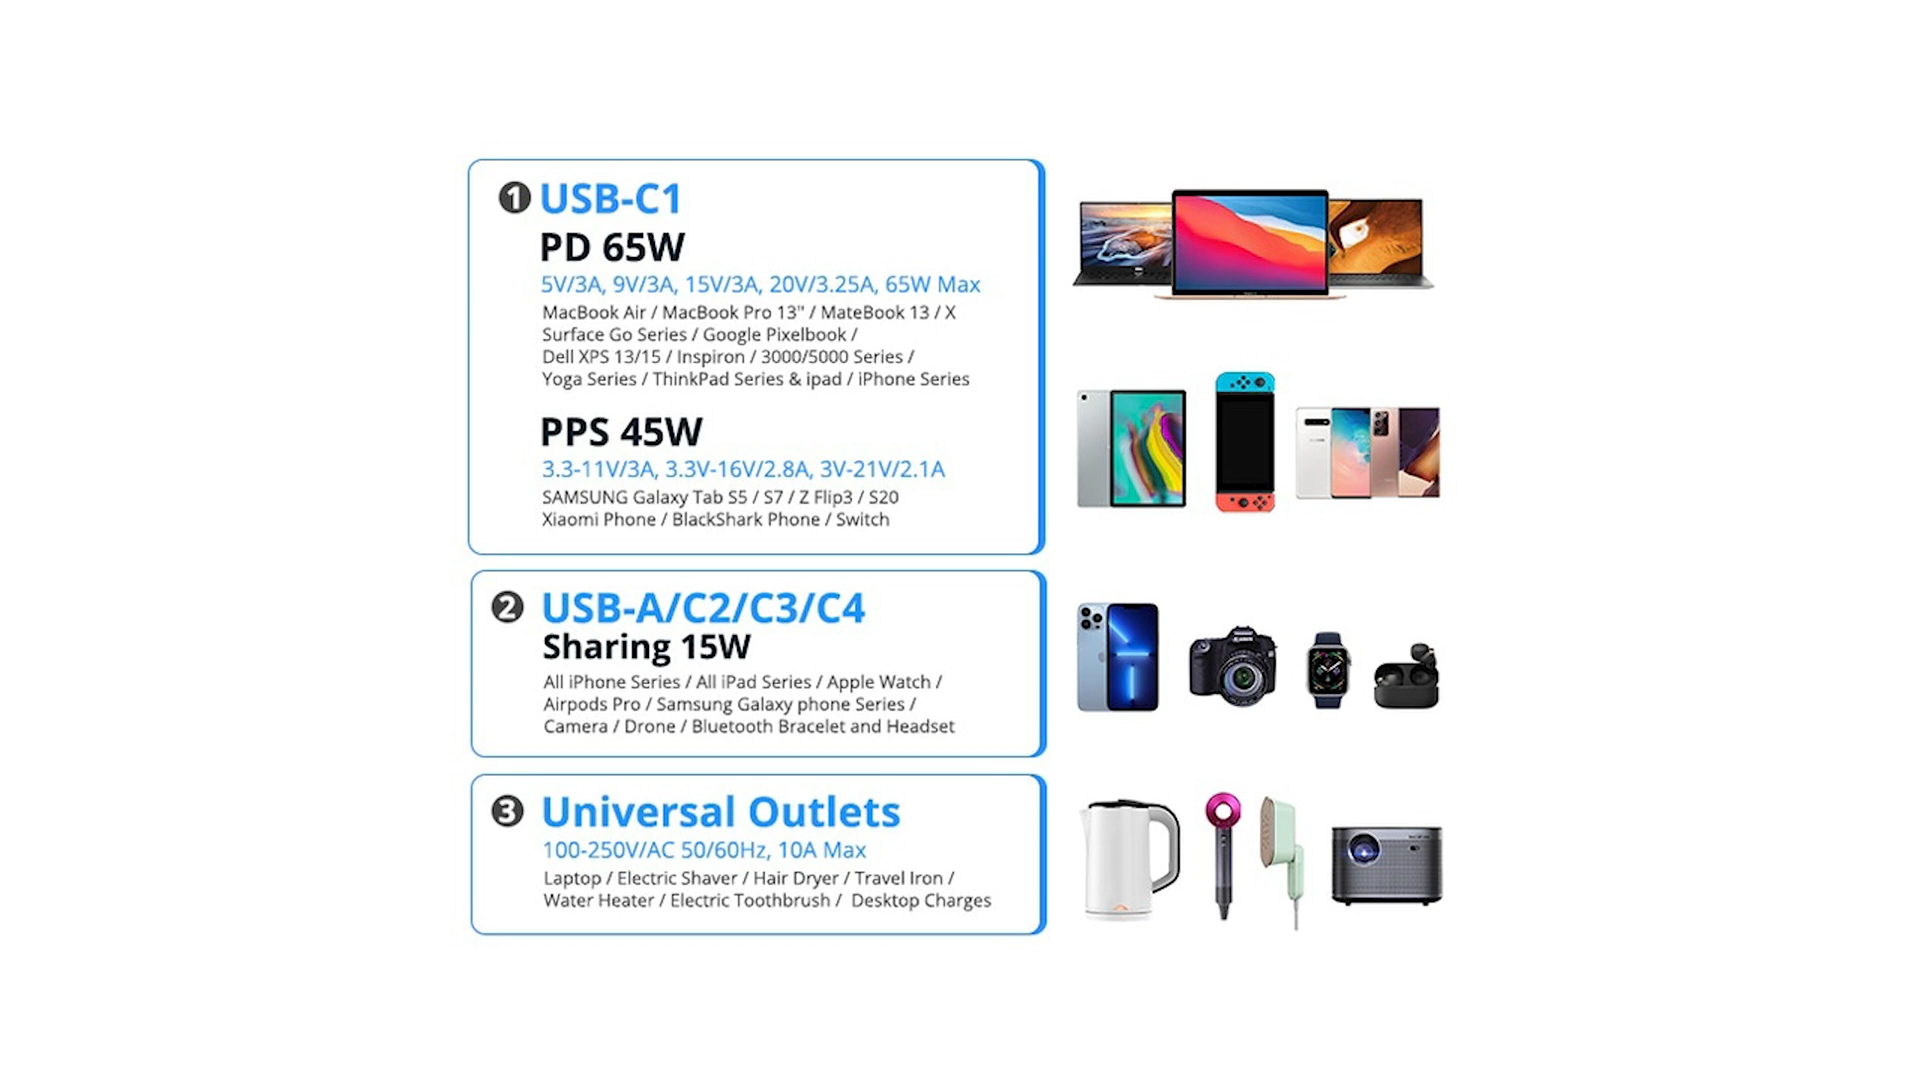 1 USB-C1
PD 65W
5V/3A, 9V/3A, 15V/3A, 20V/3.25A, 65W Max
MacBook Air / MacBook Pro 13" / MateBook 13 / X
Surface Go Series / Google Pixelbook /
Dell XPS 13/15 / Inspiron / 3000/5000 Series /
Yoga Series / ThinkPad Series & ipad / iPhone Series
PPS 45W
3.3-11V/3A, 3.3V-16V/2.8A, 3V-21V/2.1A
SAMSUNG Galaxy Tab S5 / S7 / Z Flip3 / S20
Xiaomi Phone / BlackShark Phone / Switch
2 USB-A/C2/C3/C4
Sharing 15W
All iPhone Series / All iPad Series / Apple Watch /
Airpods Pro / Samsung Galaxy phone Series /
Camera / Drone / Bluetooth Bracelet and Headset
Canon
3 Universal Outlets
100-250V/AC 50/60Hz, 10A Max
Laptop / Electric Shaver / Hair Dryer / Travel Iron /
Water Heater / Electric Toothbrush /  Desktop Charges